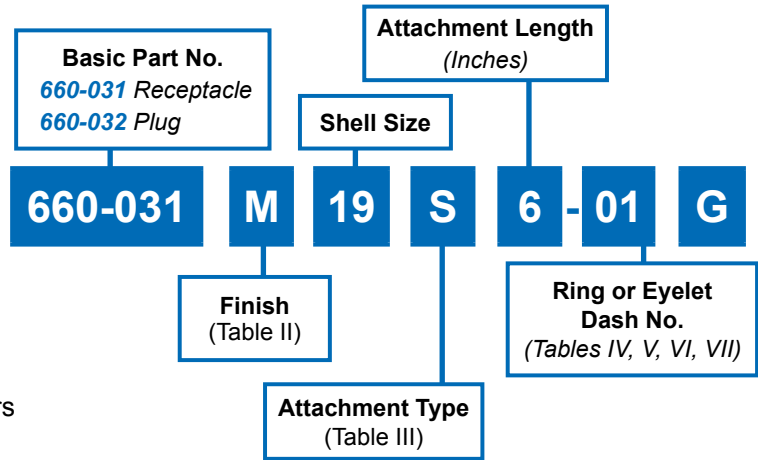 Attachment Length
(Inches)
Basic Part No.
660-031 Receptacle
660-032 Plug
Shell Size
660-031 M 19 S 6 - 01 G
Finish
(Table II)
Ring or Eyelet
Dash No.
(Tables IV, V, VI, VII)
rs
Attachment Type
(Table III)